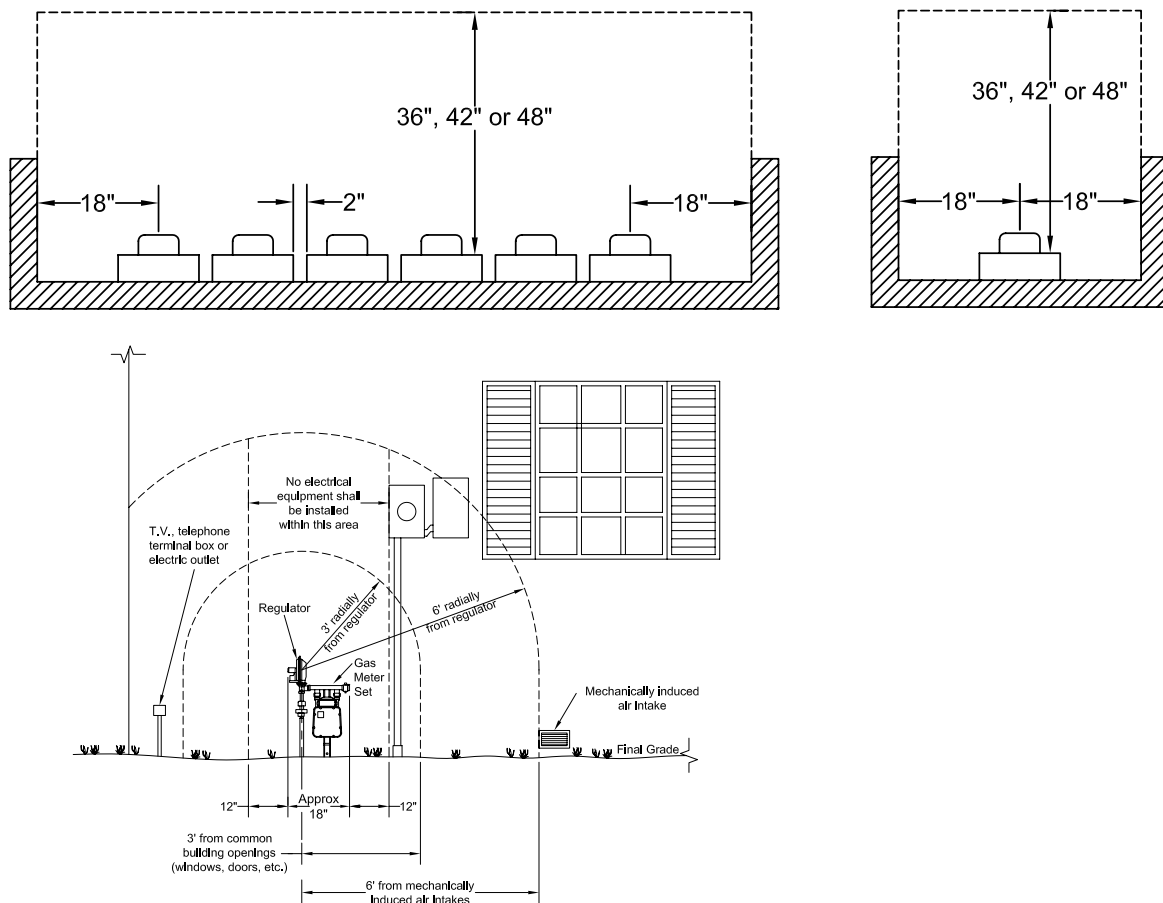 36", 42" or 48"
18"
2"
18"
36", 42" or 48"
18"
18"
No electrical
equipment shall
be installed
within this area
T.V., telephone
terminal box or
electric outlet
Regulator
3' radially
from regulator
6' radially
from regulator
Gas
Meter
Set
Mechanically induced
air Intake
Final Grade
12"
Approx
18"
12"
3' from common
building openings
(windows, doors, etc.)
6' from mechanically
Induced air Intakes